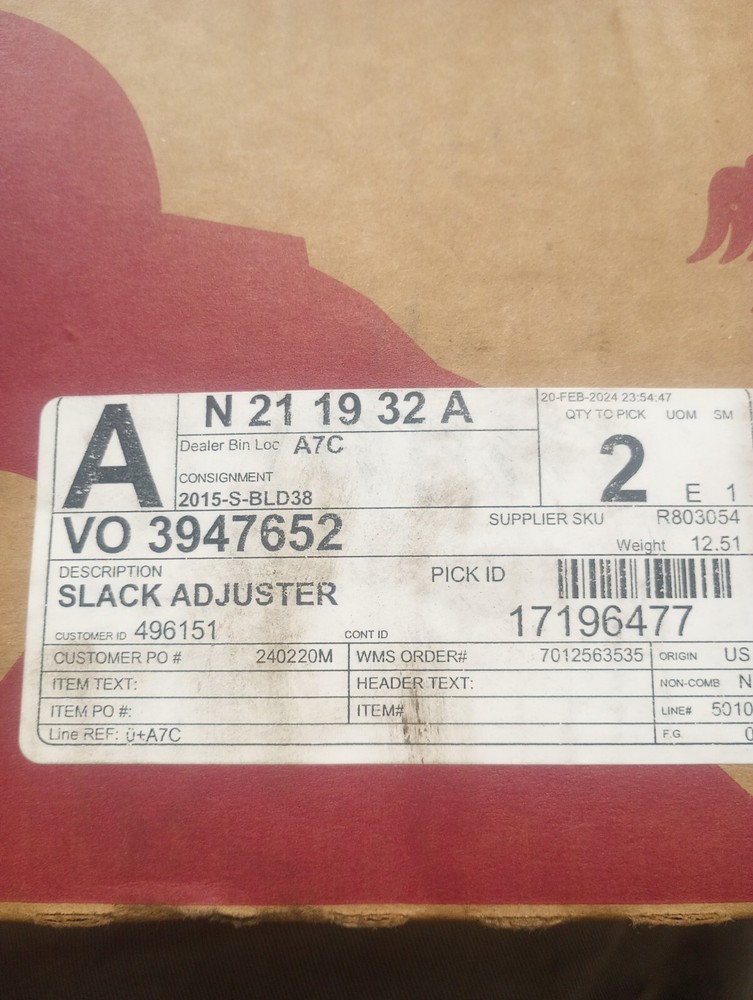 A
N 21 19 32 A
20-FEB-2024 23:54:47
QTY TO PICK UOM SM
2 E 1
Dealer Bin Loc A7C
CONSIGNMENT
2015-S-BLD38
VO 3947652
SUPPLIER SKU R803054
Weight 12.51
DESCRIPTION
SLACK ADJUSTER
PICK ID
17196477
CUSTOMER ID 496151
CONT ID
CUSTOMER PO # 240220M
WMS ORDER# 7012563535
ORIGIN US
ITEM TEXT:
HEADER TEXT:
NON-COMB N
ITEM PO #:
ITEM#
LINE# 5010
Line REF: ü+A7C
F.G. 0